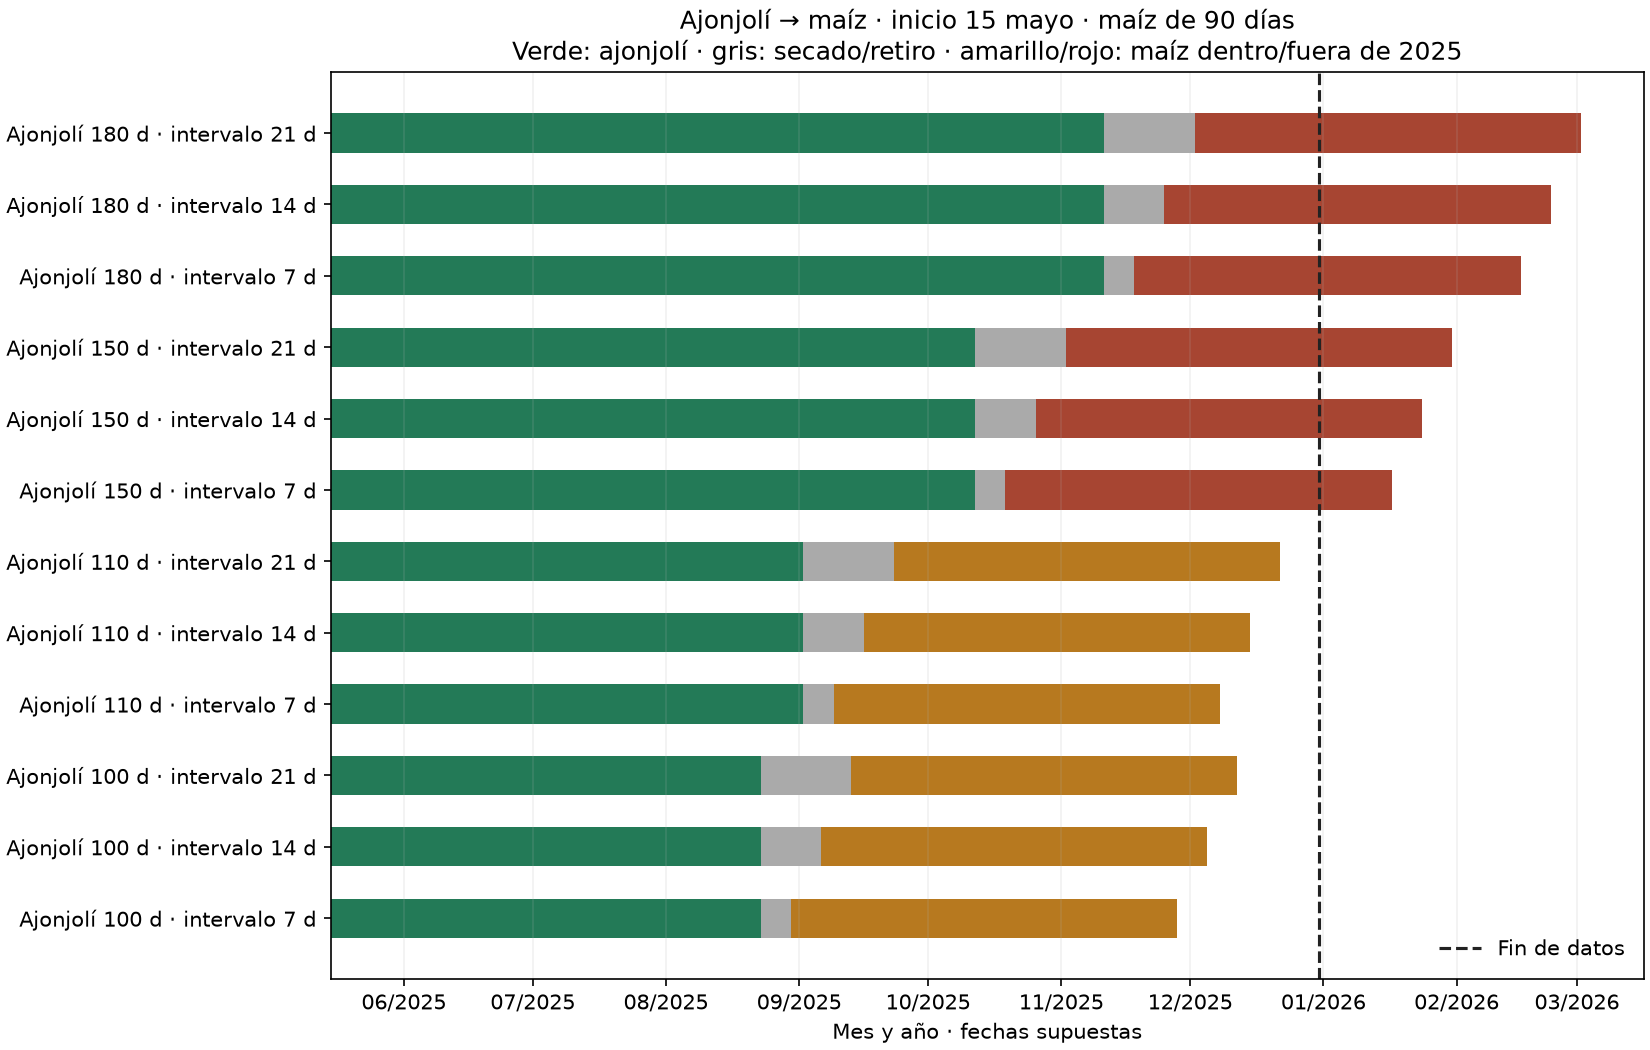 Ajonjolí → maíz · inicio 15 mayo · maíz de 90 días
Verde: ajonjolí · gris: secado/retiro · amarillo/rojo: maíz dentro/fuera de 2025
Ajonjolí 180 d · intervalo 21 d
Ajonjolí 180 d · intervalo 14 d
Ajonjolí 180 d · intervalo 7 d
Ajonjolí 150 d · intervalo 21 d
Ajonjolí 150 d · intervalo 14 d
Ajonjolí 150 d · intervalo 7 d
Ajonjolí 110 d · intervalo 21 d
Ajonjolí 110 d · intervalo 14 d
Ajonjolí 110 d · intervalo 7 d
Ajonjolí 100 d · intervalo 21 d
Ajonjolí 100 d · intervalo 14 d
Ajonjolí 100 d · intervalo 7 d
Fin de datos
06/2025 07/2025 08/2025 09/2025 10/2025 11/2025 12/2025 01/2026 02/2026 03/2026
Mes y año · fechas supuestas